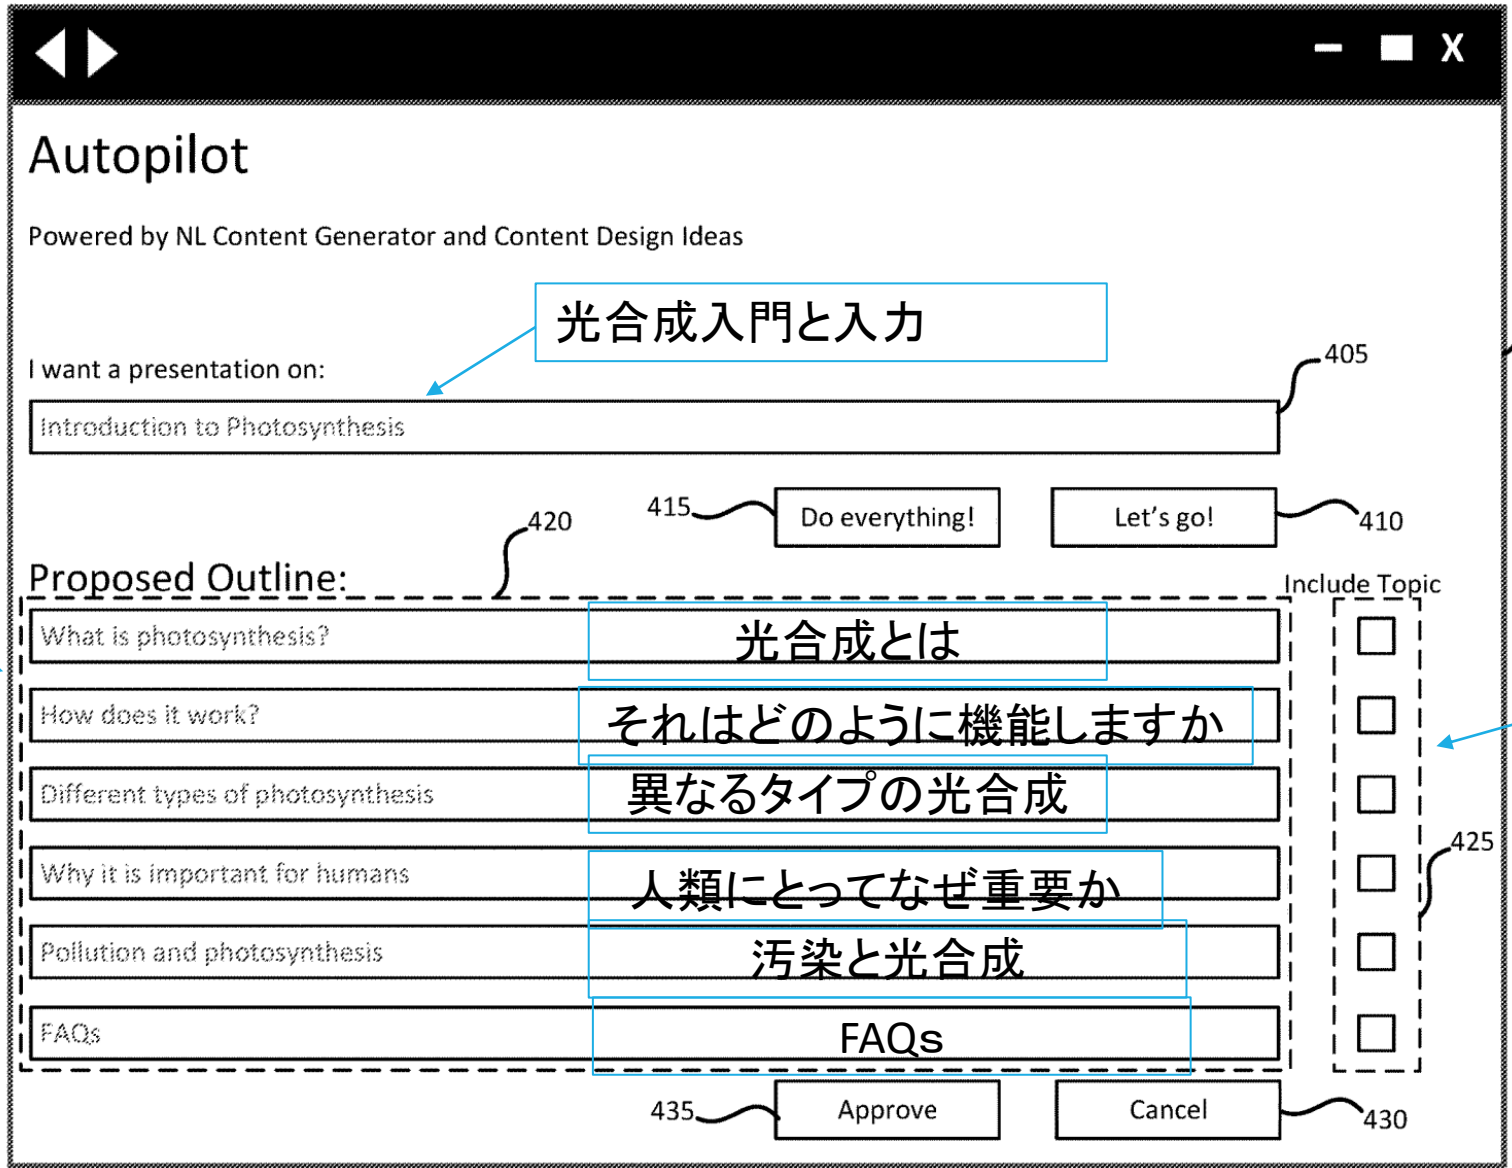 X
Autopilot
Powered by NL Content Generator and Content Design Ideas
光合成入門と入力
I want a presentation on:
405
Introduction to Photosynthesis
415
Do everything!
Let's go!
410
420
Proposed Outline:
Include Topic
What is photosynthesis?
光合成とは
How does it work?
それはどのように機能しますか
Different types of photosynthesis
異なるタイプの光合成
425
Why it is important for humans
人類にとってなぜ重要か
Pollution and photosynthesis
汚染と光合成
FAQs
FAQs
435
Approve
Cancel
430